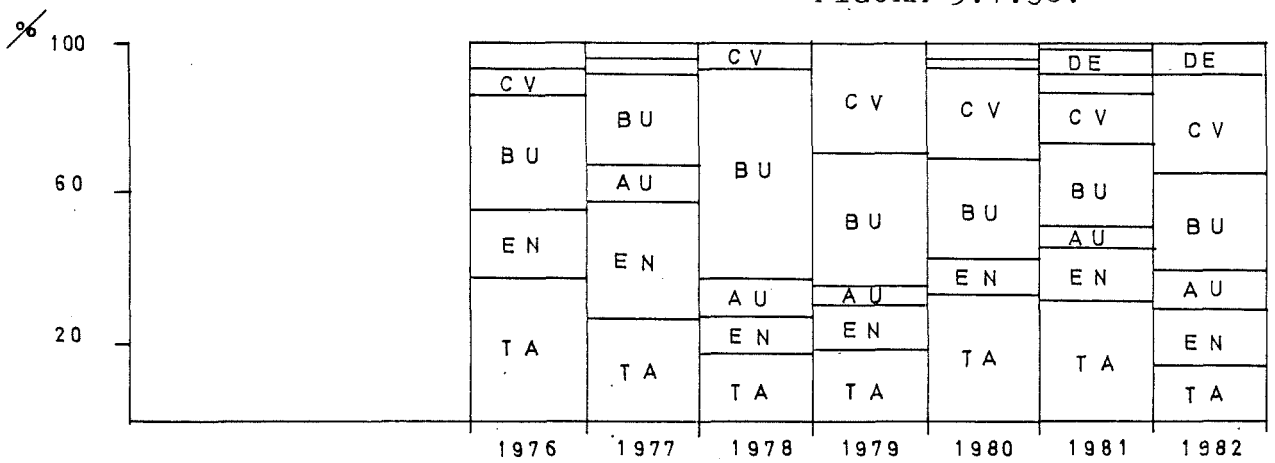 %
100
60
20
CV
BU
EN
TA
BU
AU
EN
TA
CV
BU
AU
EN
TA
CV
BU
AU
EN
TA
CV
BU
EN
TA
DE
CV
BU
AU
EN
TA
DE
CV
BU
AU
EN
TA
1976 1977 1978 1979 1980 1981 1982